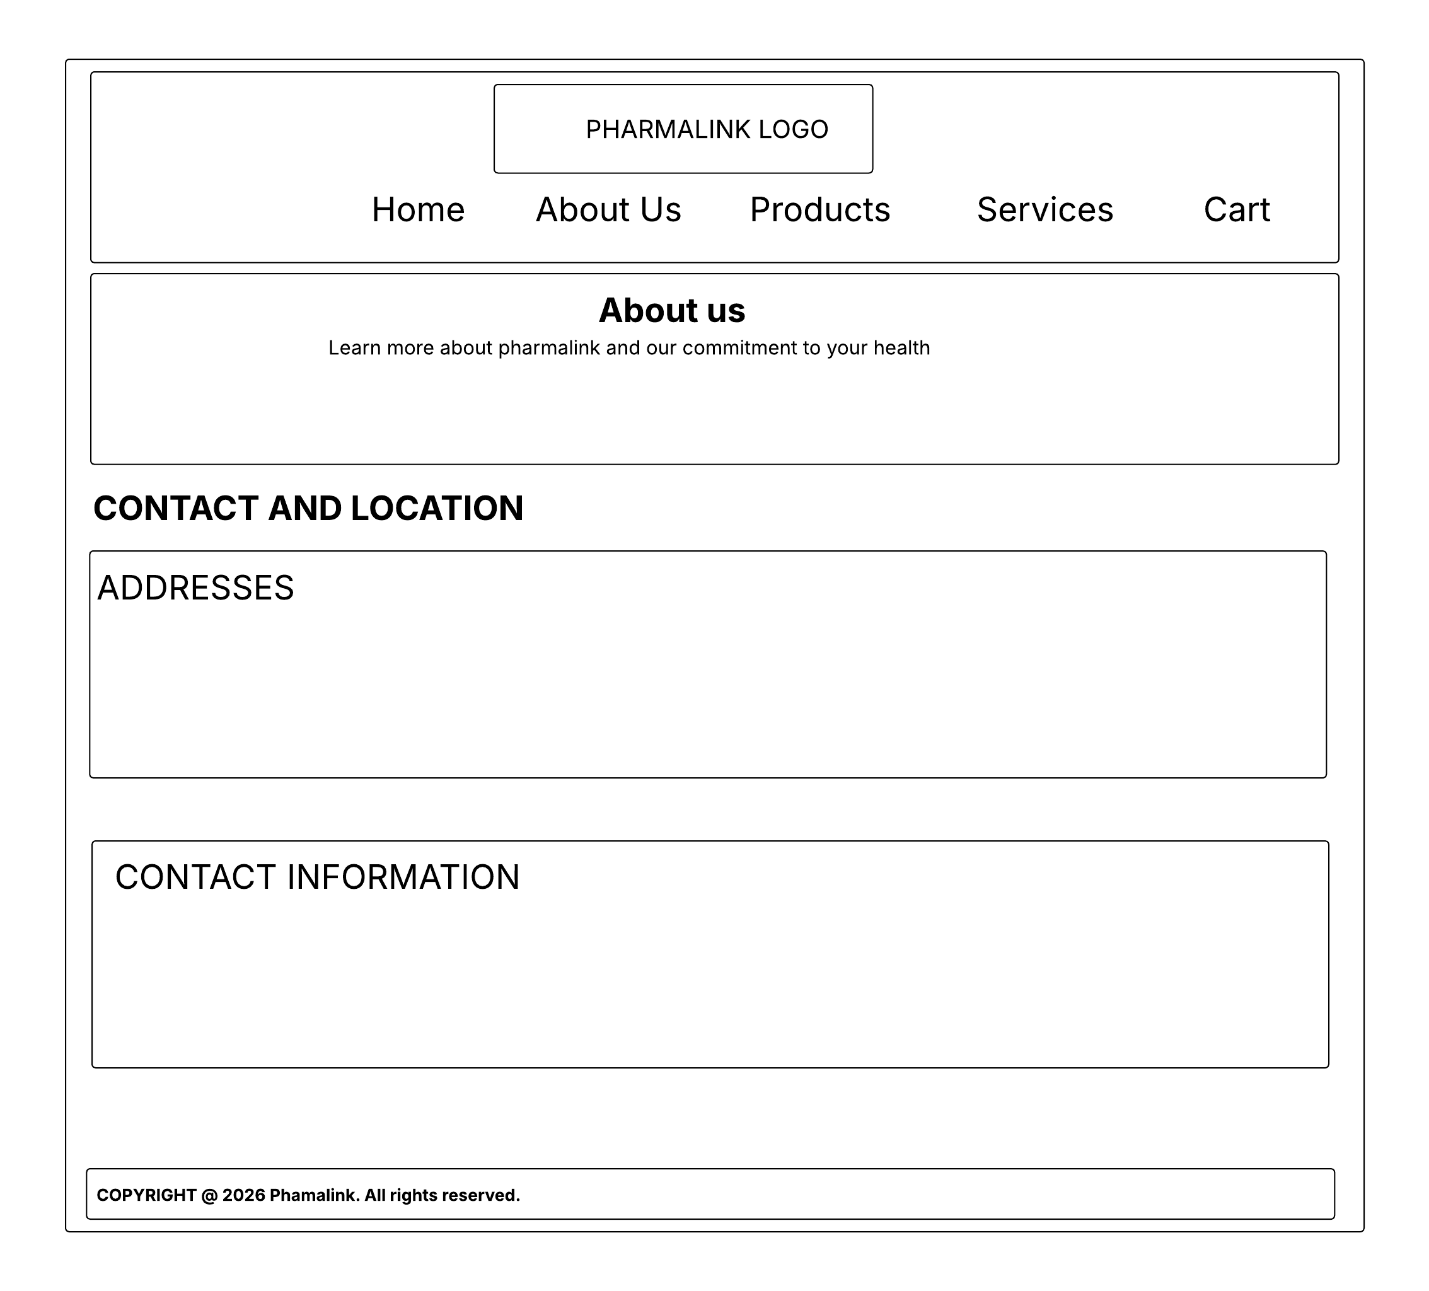 PHARMALINK LOGO
Home About Us Products Services Cart
About us
Learn more about pharmalink and our commitment to your health
CONTACT AND LOCATION
ADDRESSES
CONTACT INFORMATION
COPYRIGHT @ 2026 Phamalink. All rights reserved.